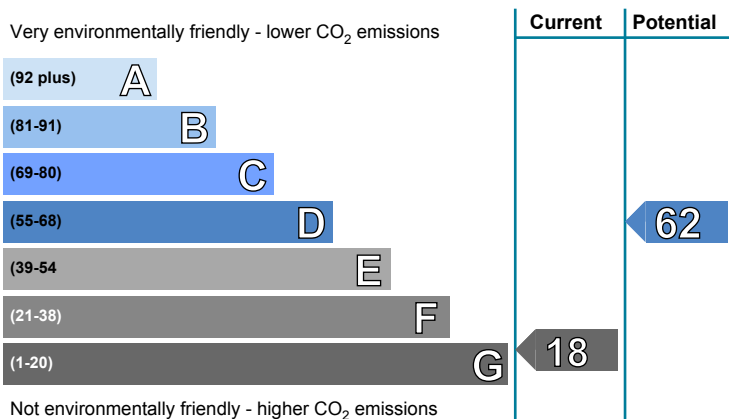 Current Potential
Very environmentally friendly - lower CO2 emissions
(92 plus) A
(81-91) B
(69-80) C
(55-68) D 62
(39-54 E
(21-38) F
(1-20) G 18
Not environmentally friendly - higher CO2 emissions